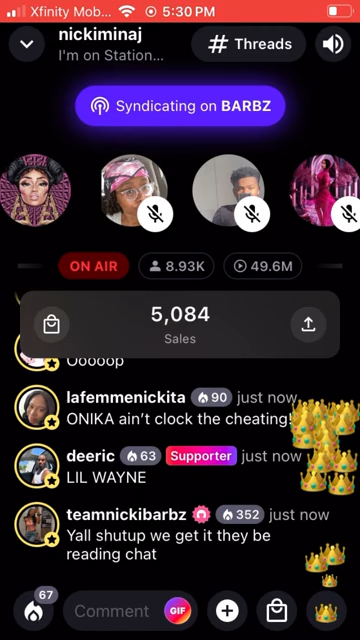 Xfinity Mob... 5:30 PM
nickiminaj
I'm on Station...
# Threads
Syndicating on BARBZ
ON AIR 8.93K 49.6M
5,084
Sales
Ooooop
lafemmenickita 90 just now
ONIKA ain't clock the cheating!
deeric 63 Supporter just now
LIL WAYNE
teamnickibarbz 352 just now
Yall shutup we get it they be
reading chat
67
Comment GIF